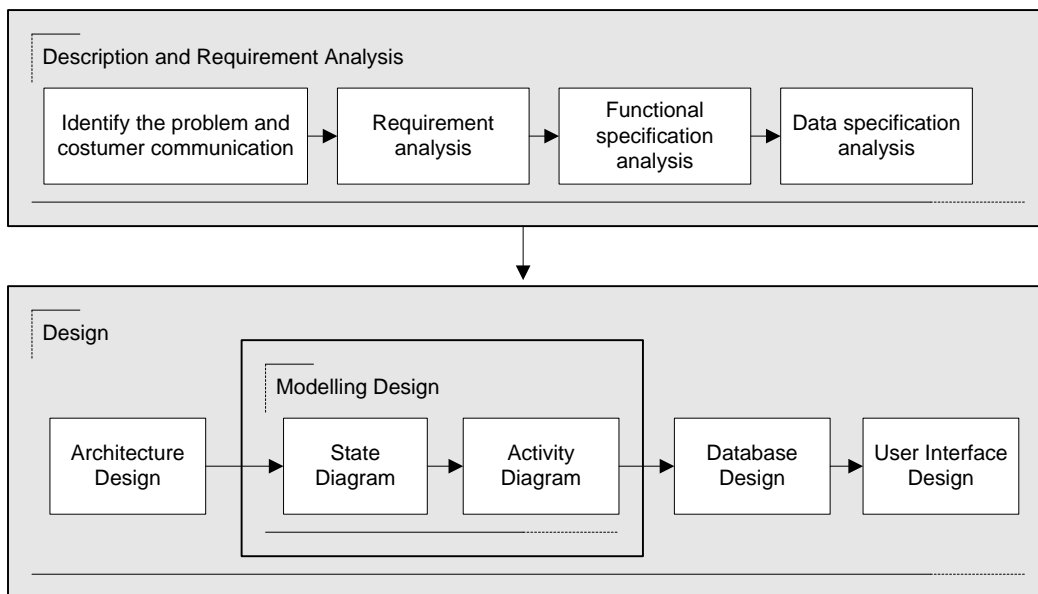 Description and Requirement Analysis
Identify the problem and
costumer communication
Requirement
analysis
Functional
specification
analysis
Data specification
analysis
Design
Modelling Design
Architecture
Design
State
Diagram
Activity
Diagram
Database
Design
User Interface
Design